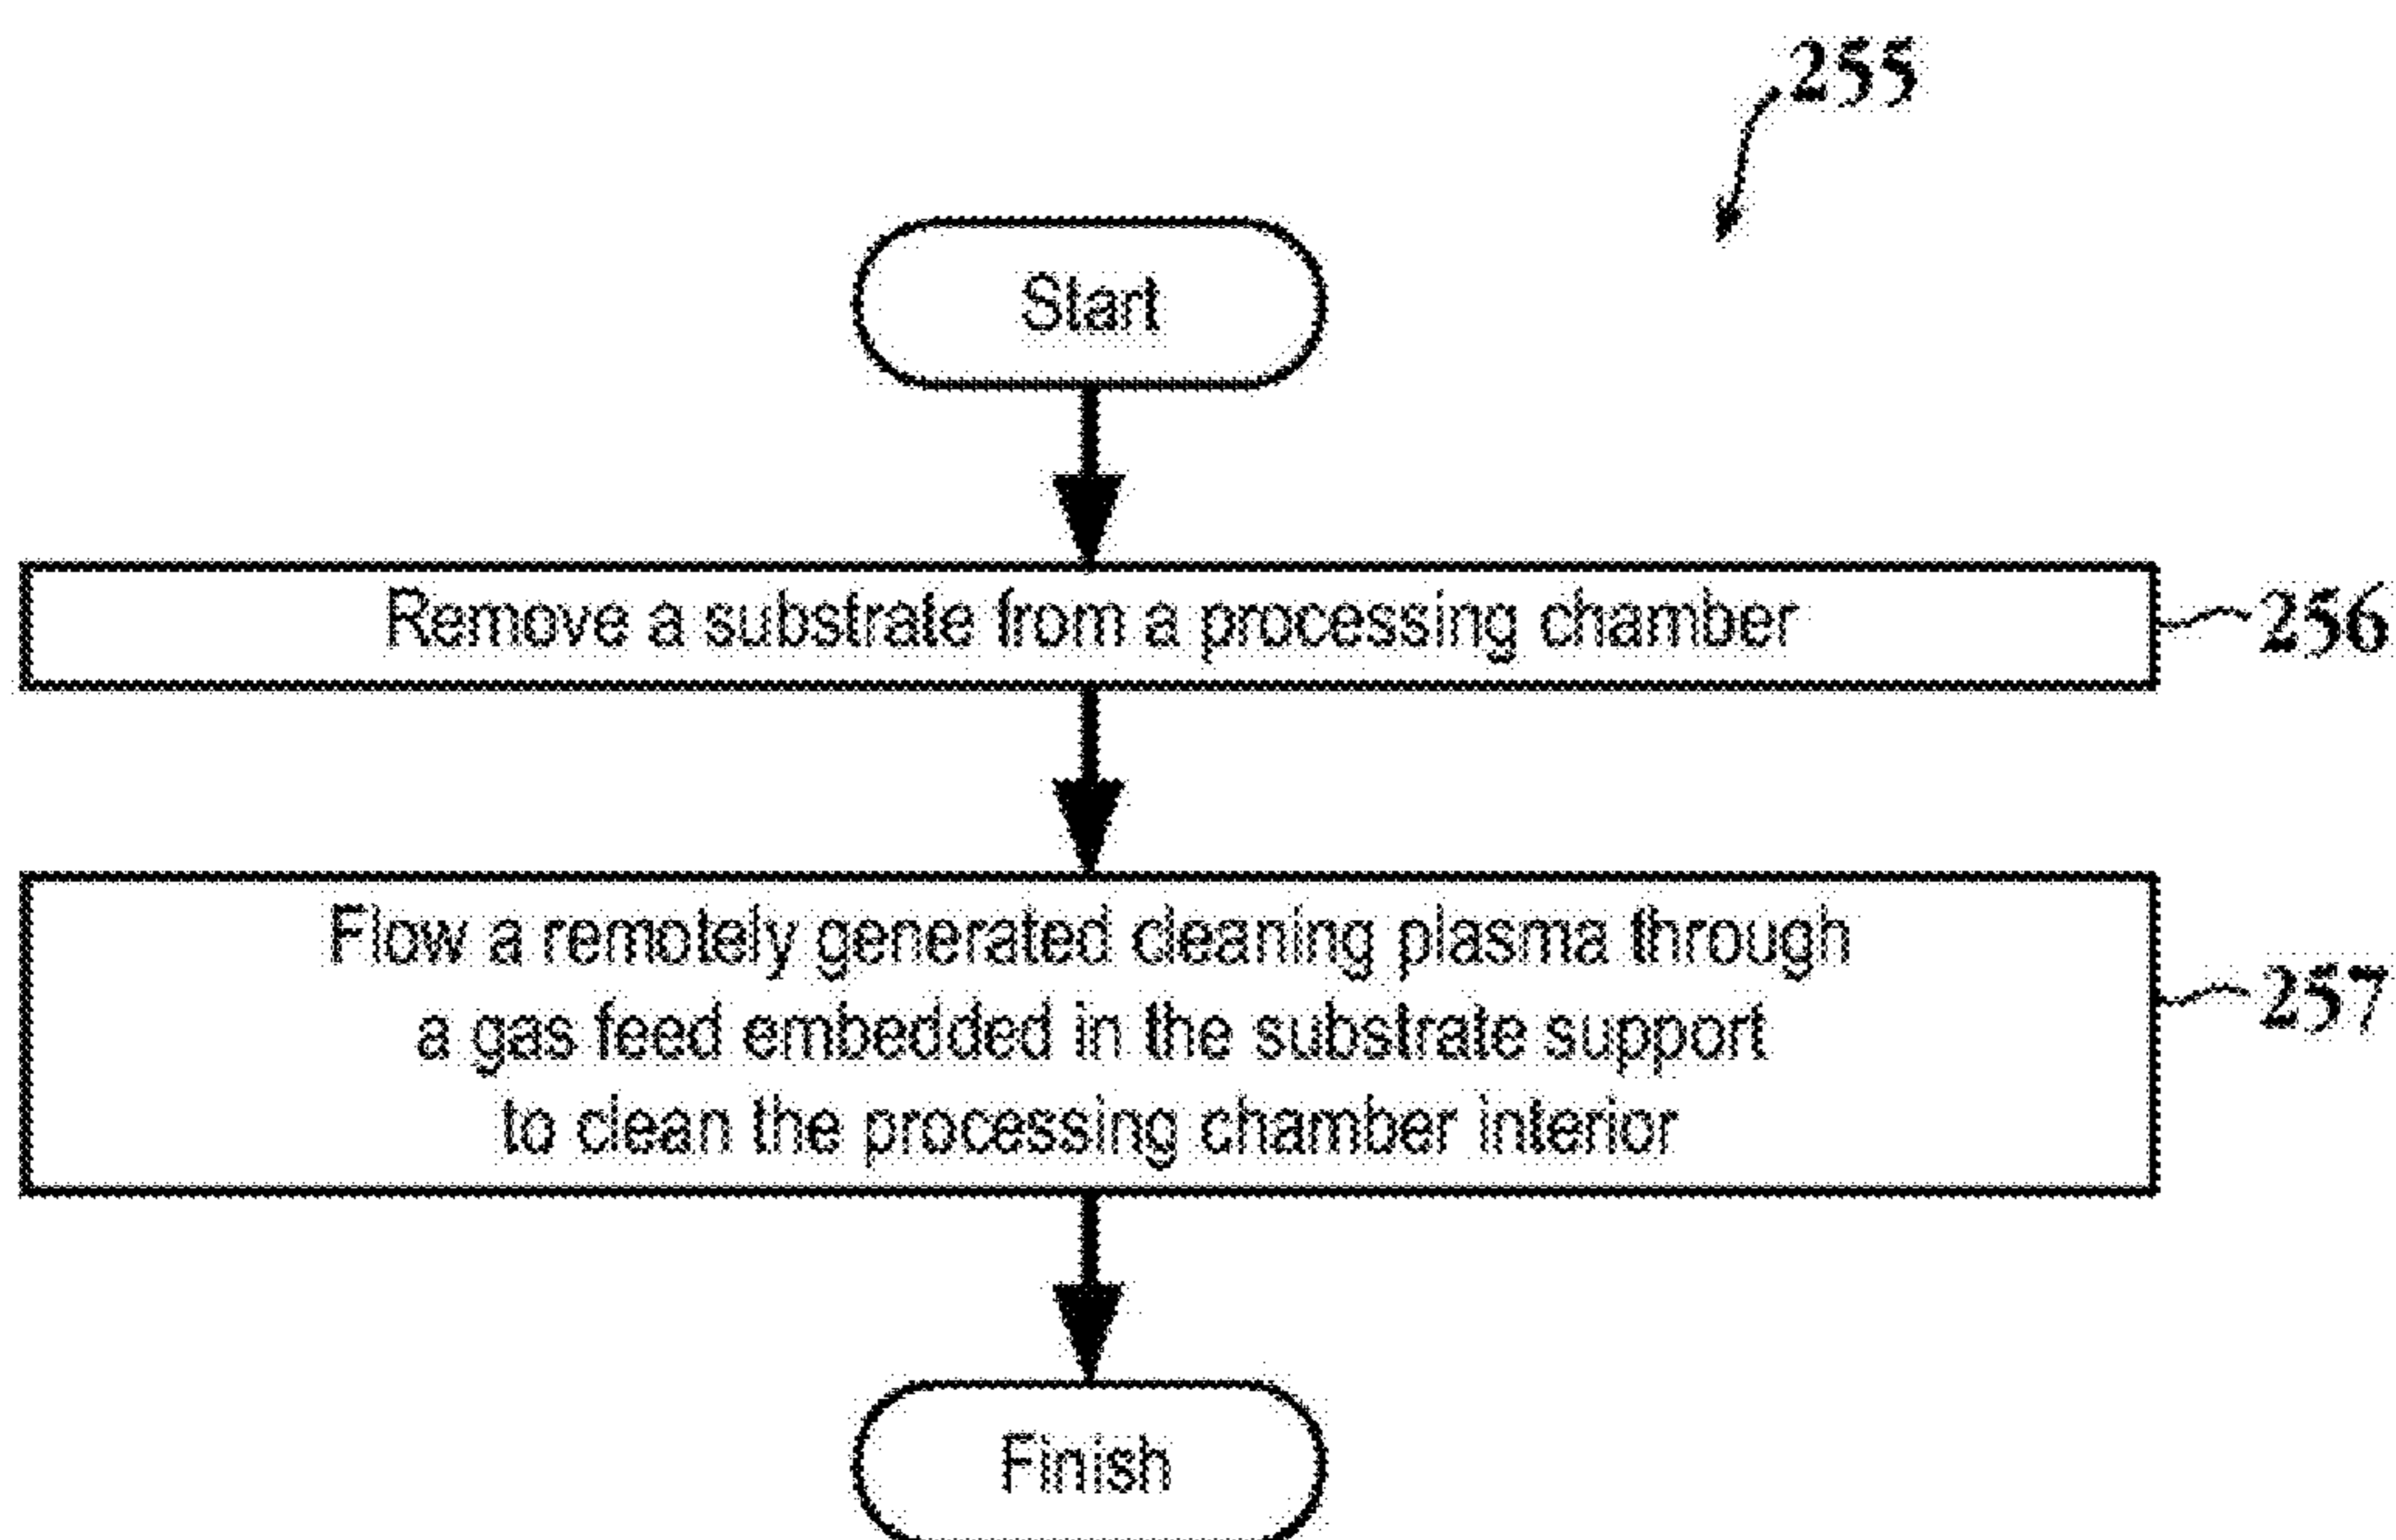 255
Start
Remove a substrate from a processing chamber
256
Flow a remotely generated cleaning plasma through
a gas feed embedded in the substrate support
257
to clean the processing chamber interior
Finish